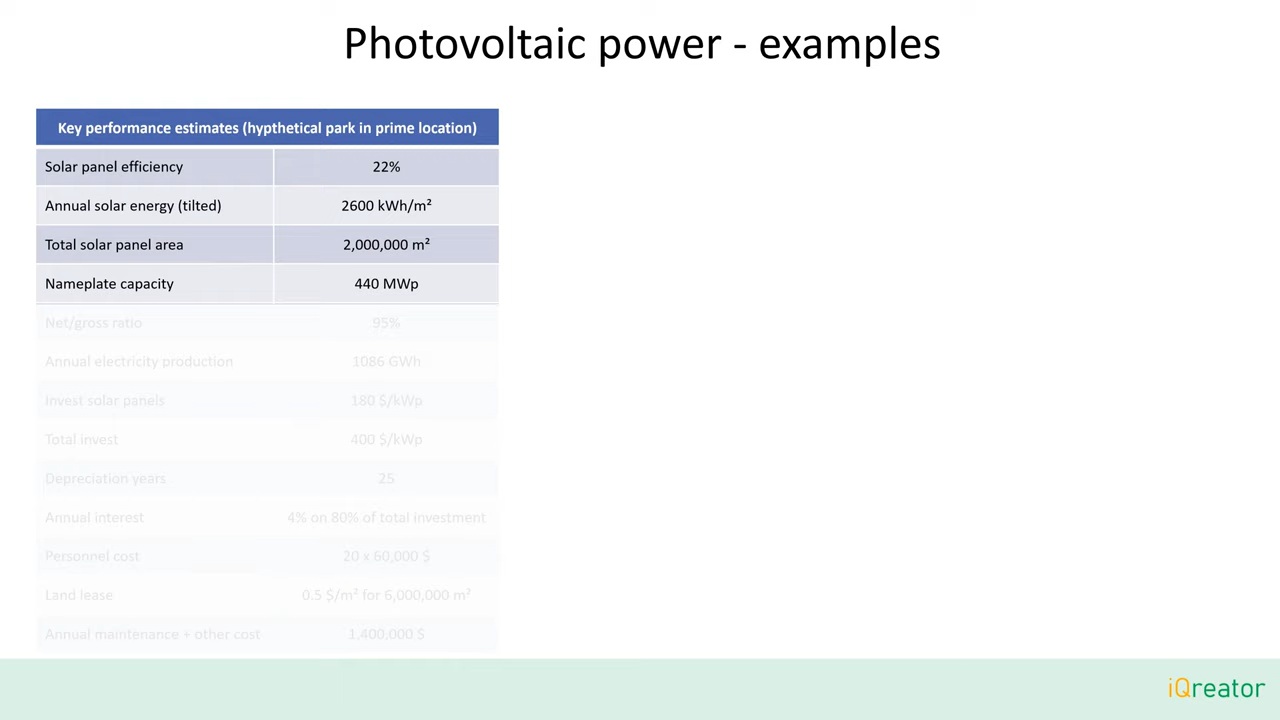 Photovoltaic power - examples
Key performance estimates (hypthetical park in prime location)
Solar panel efficiency 22%
Annual solar energy (tilted) 2600 kWh/m²
Total solar panel area 2,000,000 m²
Nameplate capacity 440 MWp
Net/gross ratio 95%
Annual electricity production 1086 GWh
Invest solar panels 180 $/kWp
Total invest 400 $/kWp
Depreciation years 25
Annual interest 4% on 80% of total investment
Personnel cost 20 x 60,000 $
Land lease 0.5 $/m² for 6,000,000 m²
Annual maintenance + other cost 1.400,000 $
iQreator